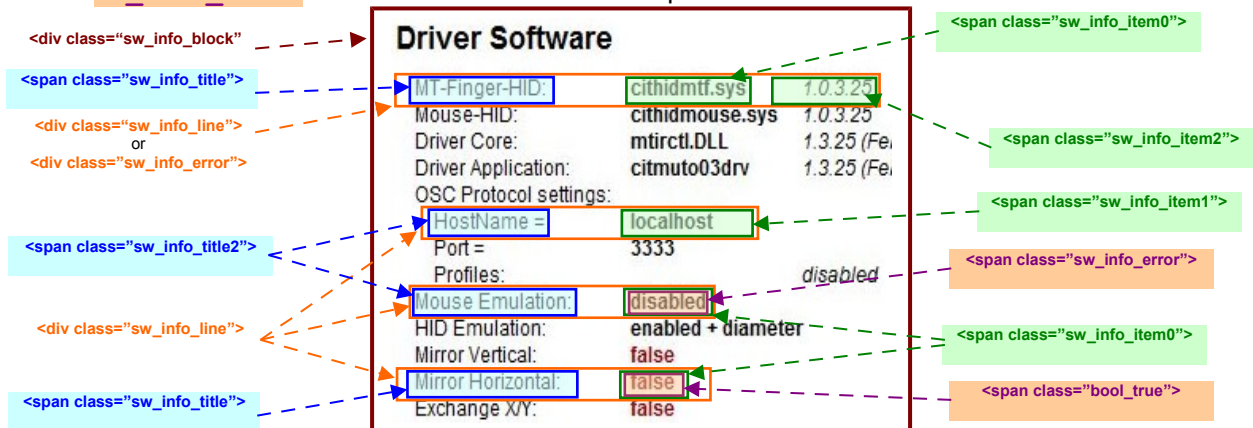 <span class=”sw_info_item0”>
<div class=”sw_info_block”
Driver Software
<span class=”sw_info_title”>
MT-Finger-HID: cithidmtf.sys 1.0.3.25
<div class=“sw_info_line”>
or
<div class=”sw_info_error”>
Mouse-HID: cithidmouse.sys 1.0.3.25
Driver Core: mtirctl.DLL 1.3.25
<span class=”sw_info_item2”>
Driver Application: citmuto03drv 1.3.25
OSC Protocol settings:
<span class=”sw_info_item1”>
HostName = localhost
<span class=”sw_info_title2”>
Port = 3333
<span class=”sw_info_error”>
Profiles: disabled
Mouse Emulation: disabled
<div class=”sw_info_line”>
HID Emulation: enabled + diameter
<span class=”sw_info_item0”>
Mirror Vertical: false
Mirror Horizontal: false
<span class=”bool_true”>
<span class=”sw_info_title”>
Exchange X/Y: false